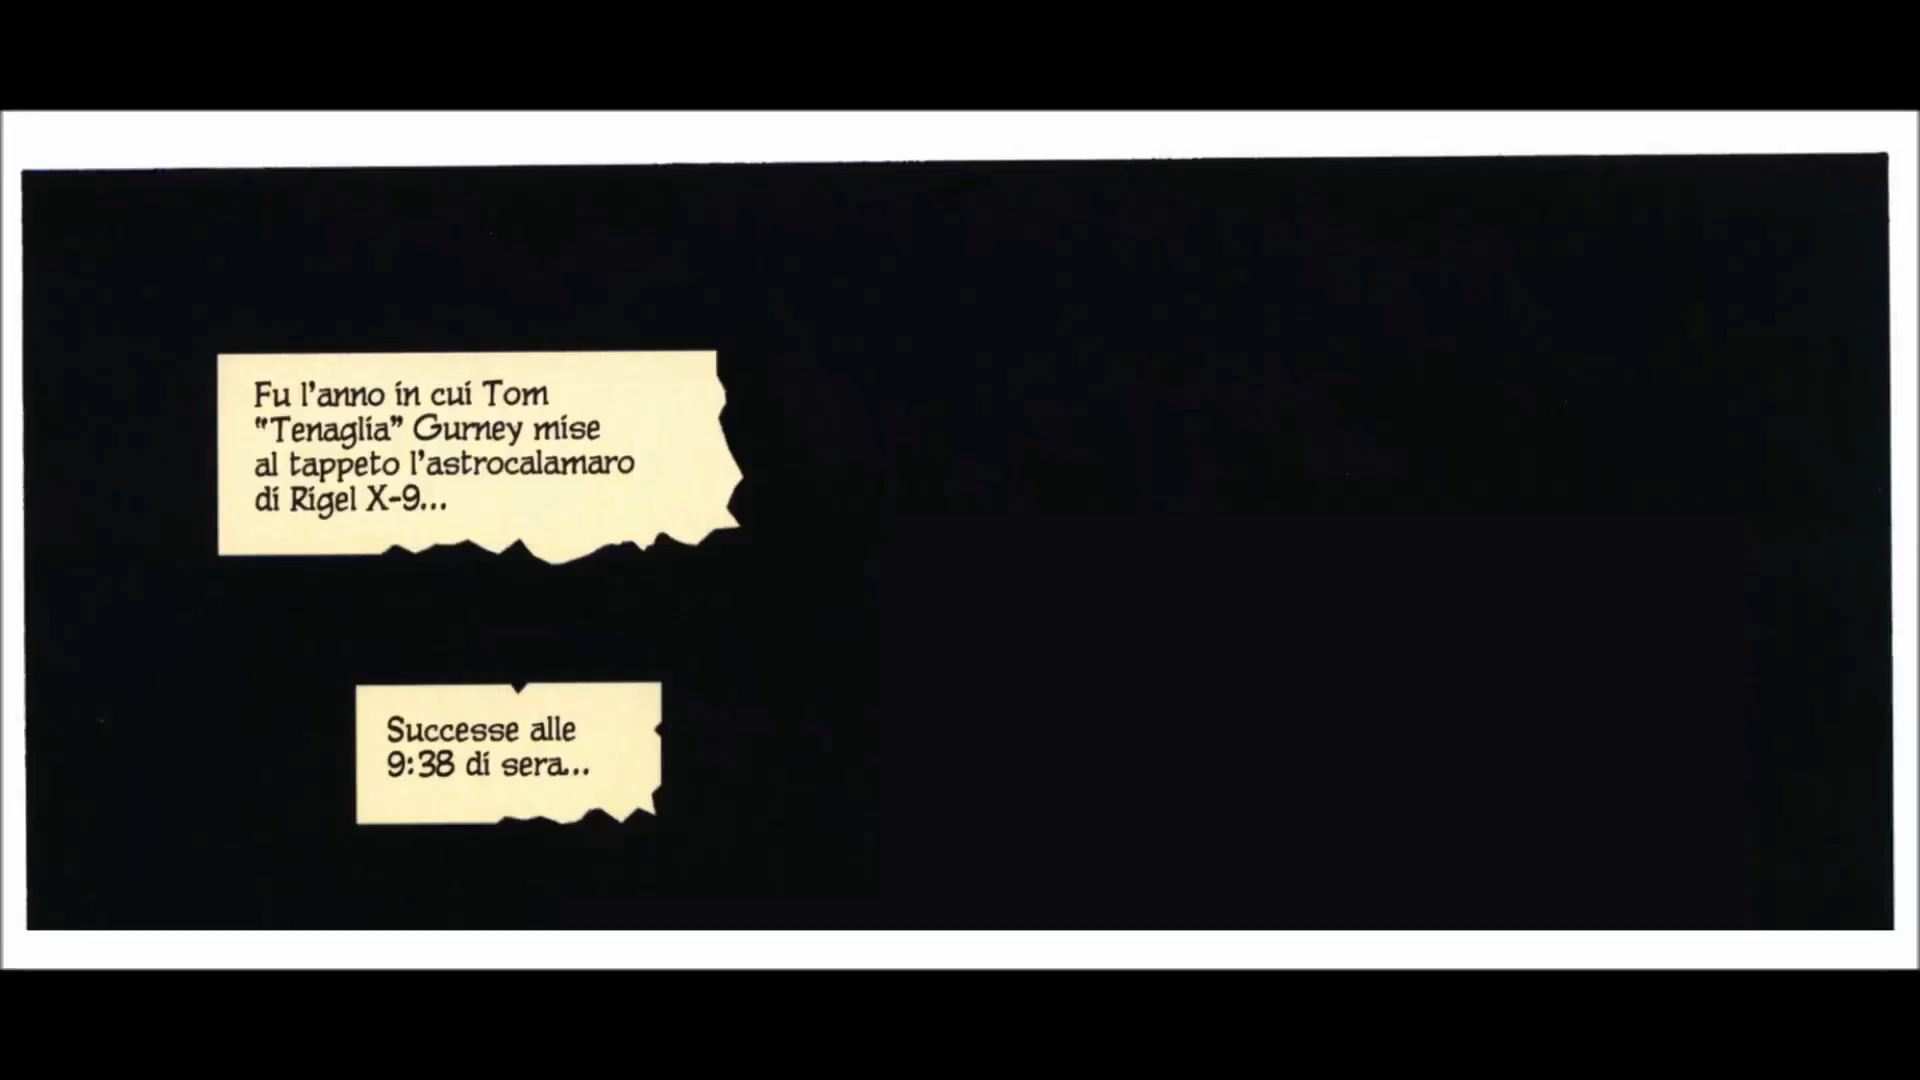 Fu l'anno in cui Tom
"Tenaglia" Gurney mise
al tappeto l'astrocalamaro
di Rigel X-9...
Successe alle
9:38 di sera...